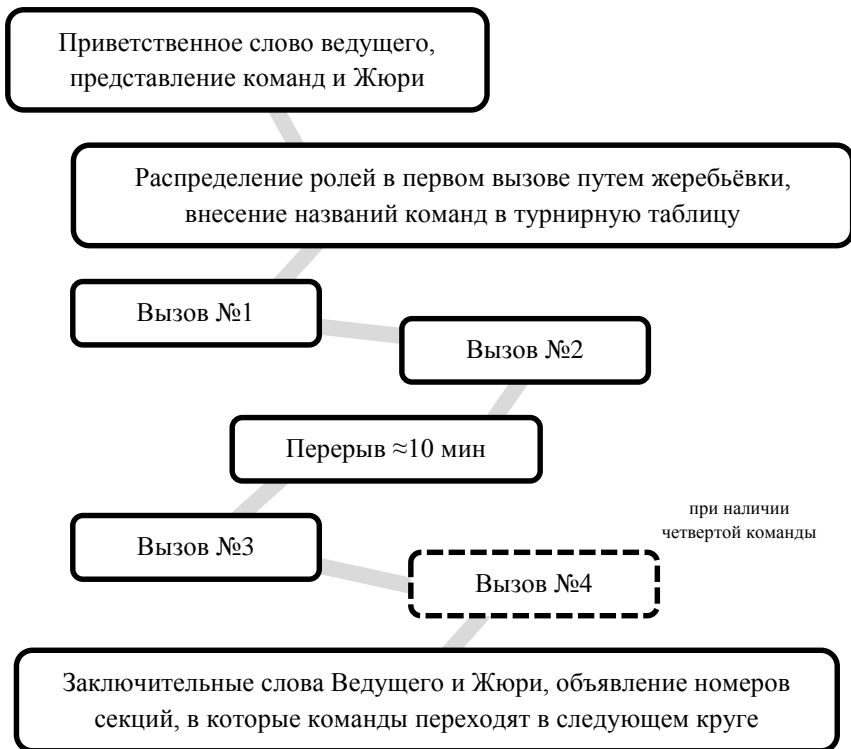 Приветственное слово ведущего,
представление команд и Жюри
Распределение ролей в первом вызове путем жеребьёвки,
внесение названий команд в турнирную таблицу
Вызов №1
Вызов №2
Перерыв ≈10 мин
Вызов №3
при наличии
четвертой команды
Вызов №4
Заключительные слова Ведущего и Жюри, объявление номеров
секций, в которые команды переходят в следующем круге